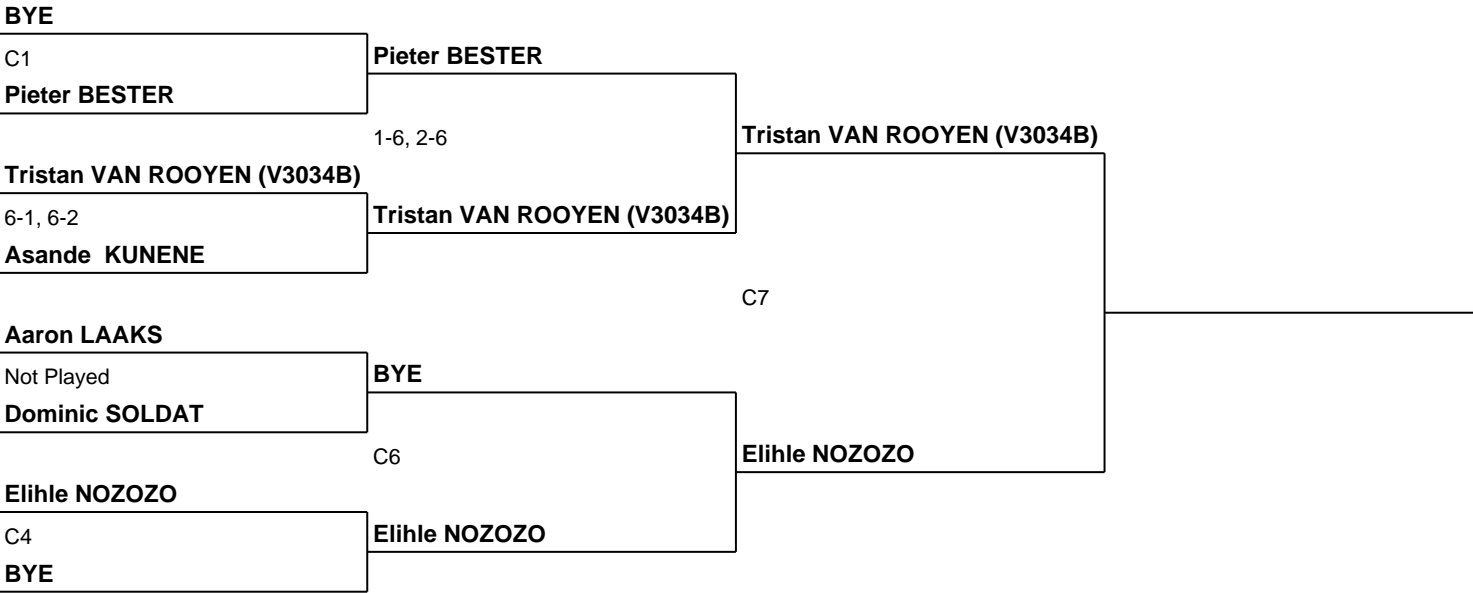 BYE
C1
Pieter BESTER
Pieter BESTER
1-6, 2-6
Tristan VAN ROOYEN (V3034B)
Tristan VAN ROOYEN (V3034B)
6-1, 6-2
Tristan VAN ROOYEN (V3034B)
Asande  KUNENE
C7
Aaron LAAKS
Not Played
BYE
Dominic SOLDAT
C6
Elihle NOZOZO
Elihle NOZOZO
C4
Elihle NOZOZO
BYE